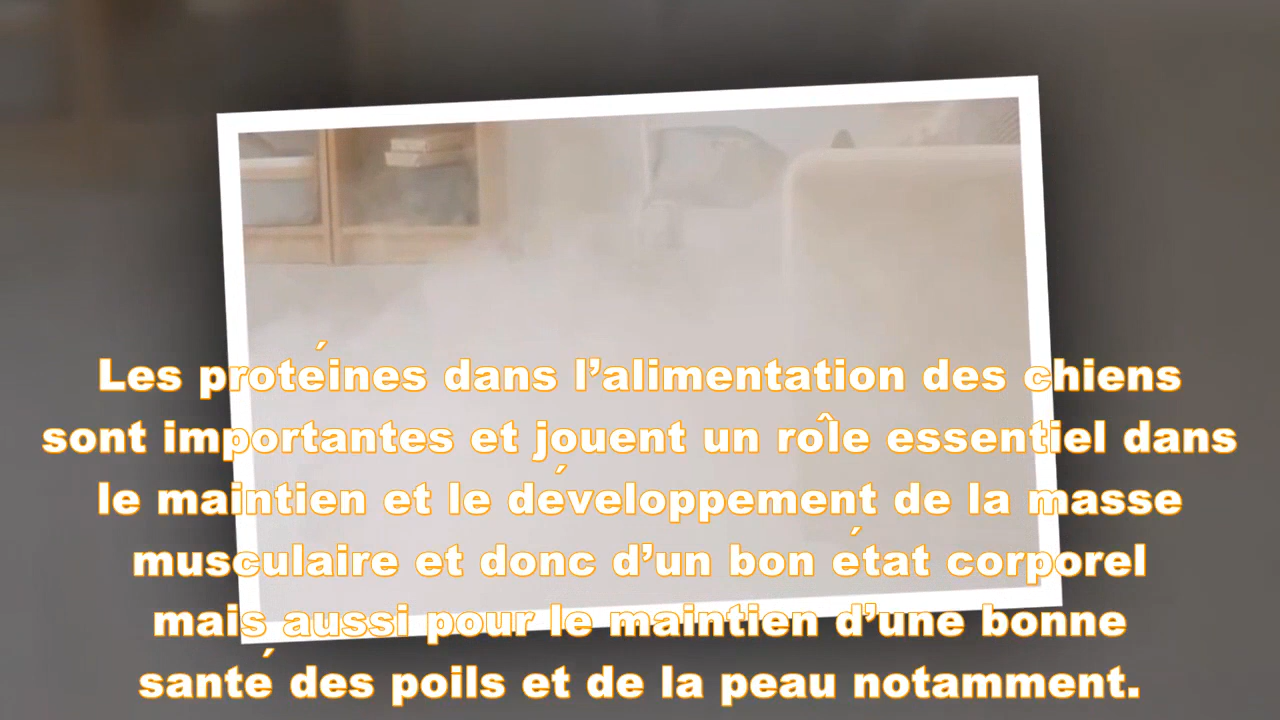 Les protéines dans l’alimentation des chiens
sont importantes et jouent un rôle essentiel dans
le maintien et le développement de la masse
musculaire et donc d’un bon état corporel
mais aussi pour le maintien d’une bonne
santé des poils et de la peau notamment.